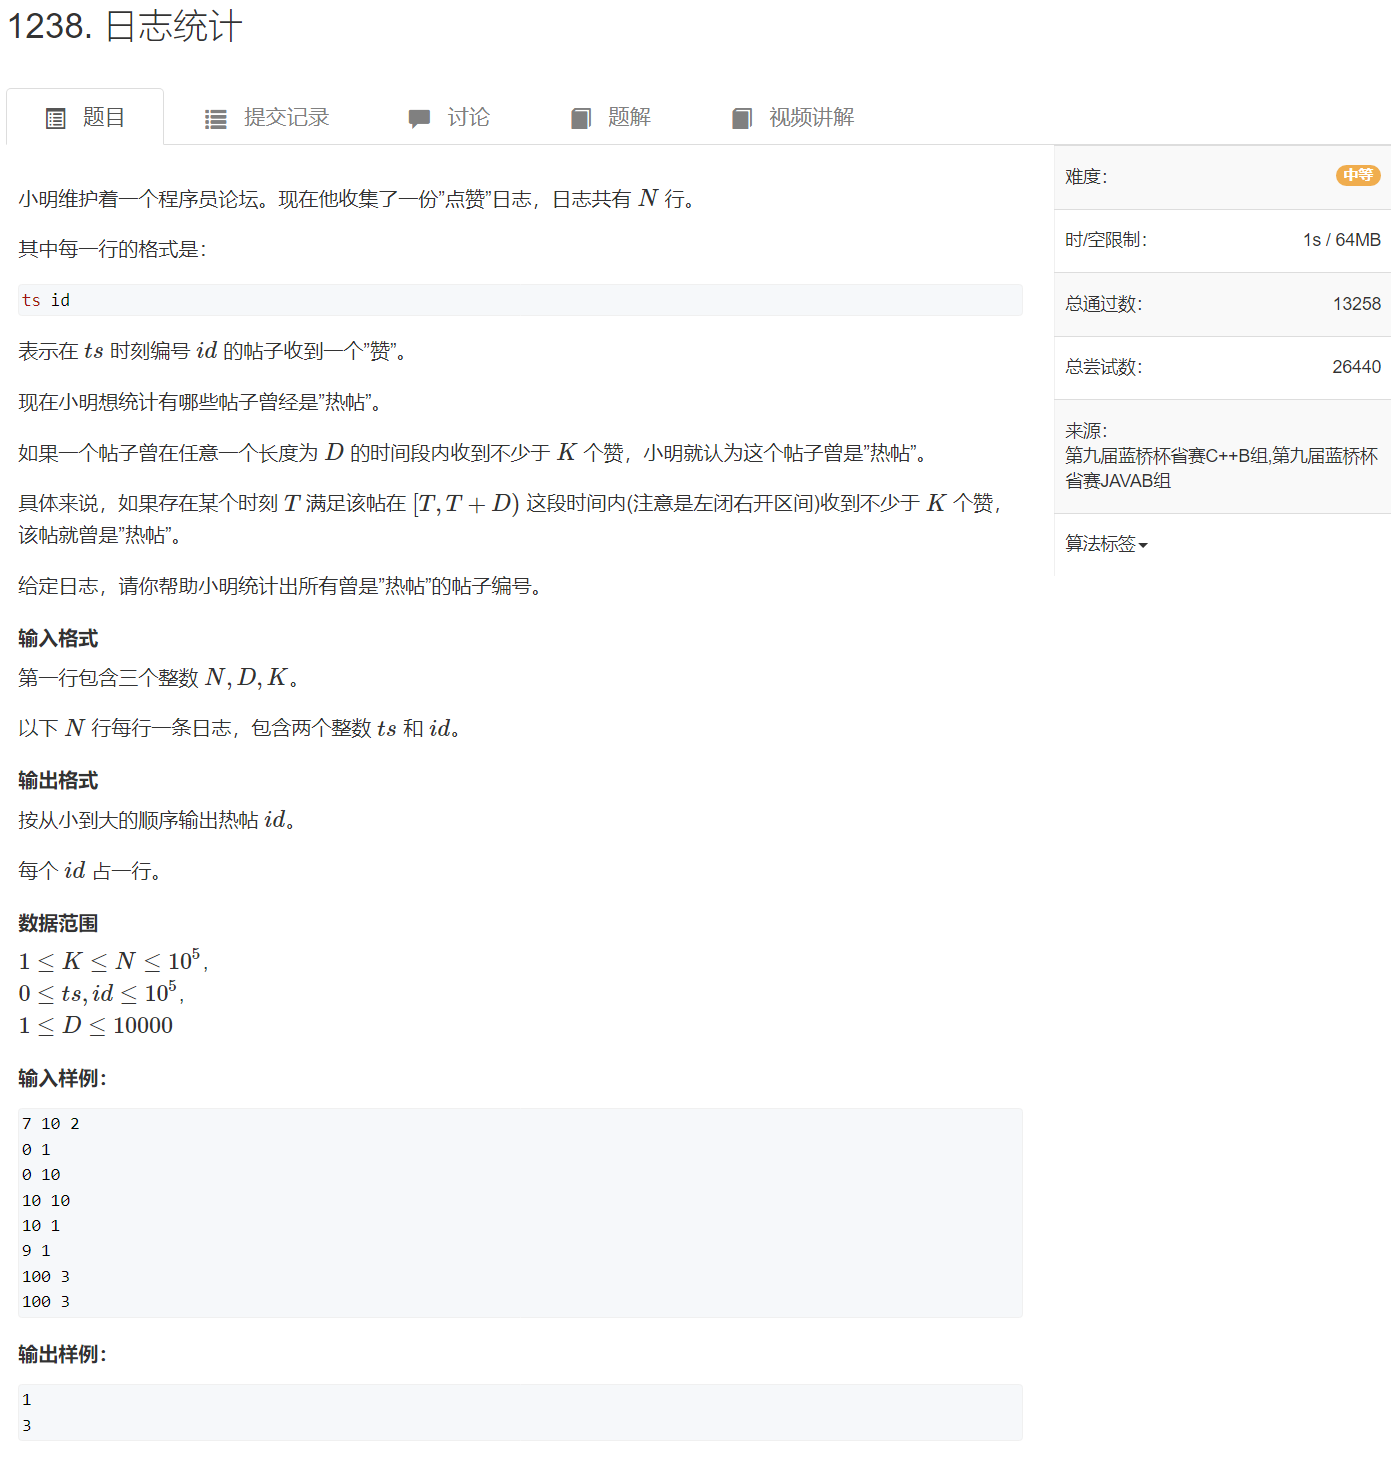 1238. 日志统计
题目 提交记录 讨论 题解 视频讲解
小明维护着一个程序员论坛。现在他收集了一份”点赞”日志，日志共有 N 行。
其中每一行的格式是：
ts id
表示在 ts 时刻编号 id 的帖子收到一个”赞”。
现在小明想统计有哪些帖子曾经是”热帖”。
如果一个帖子曾在任意一个长度为 D 的时间段内收到不少于 K 个赞，小明就认为这个帖子曾是”热帖”。
具体来说，如果存在某个时刻 T 满足该帖在 [T, T + D) 这段时间内(注意是左闭右开区间)收到不少于 K 个赞，
该帖就曾是”热帖”。
给定日志，请你帮助小明统计出所有曾是”热帖”的帖子编号。
输入格式
第一行包含三个整数 N, D, K。
以下 N 行每行一条日志，包含两个整数 ts 和 id。
输出格式
按从小到大的顺序输出热帖 id。
每个 id 占一行。
数据范围
1 ≤ K ≤ N ≤ 10⁵,
0 ≤ ts, id ≤ 10⁵,
1 ≤ D ≤ 10000
输入样例：
7 10 2
0 1
0 10
10 10
10 1
9 1
100 3
100 3
输出样例：
1
3
难度： 中等
时/空限制： 1s / 64MB
总通过数： 13258
总尝试数： 26440
来源：
第九届蓝桥杯省赛C++B组,第九届蓝桥杯
省赛JAVAB组
算法标签